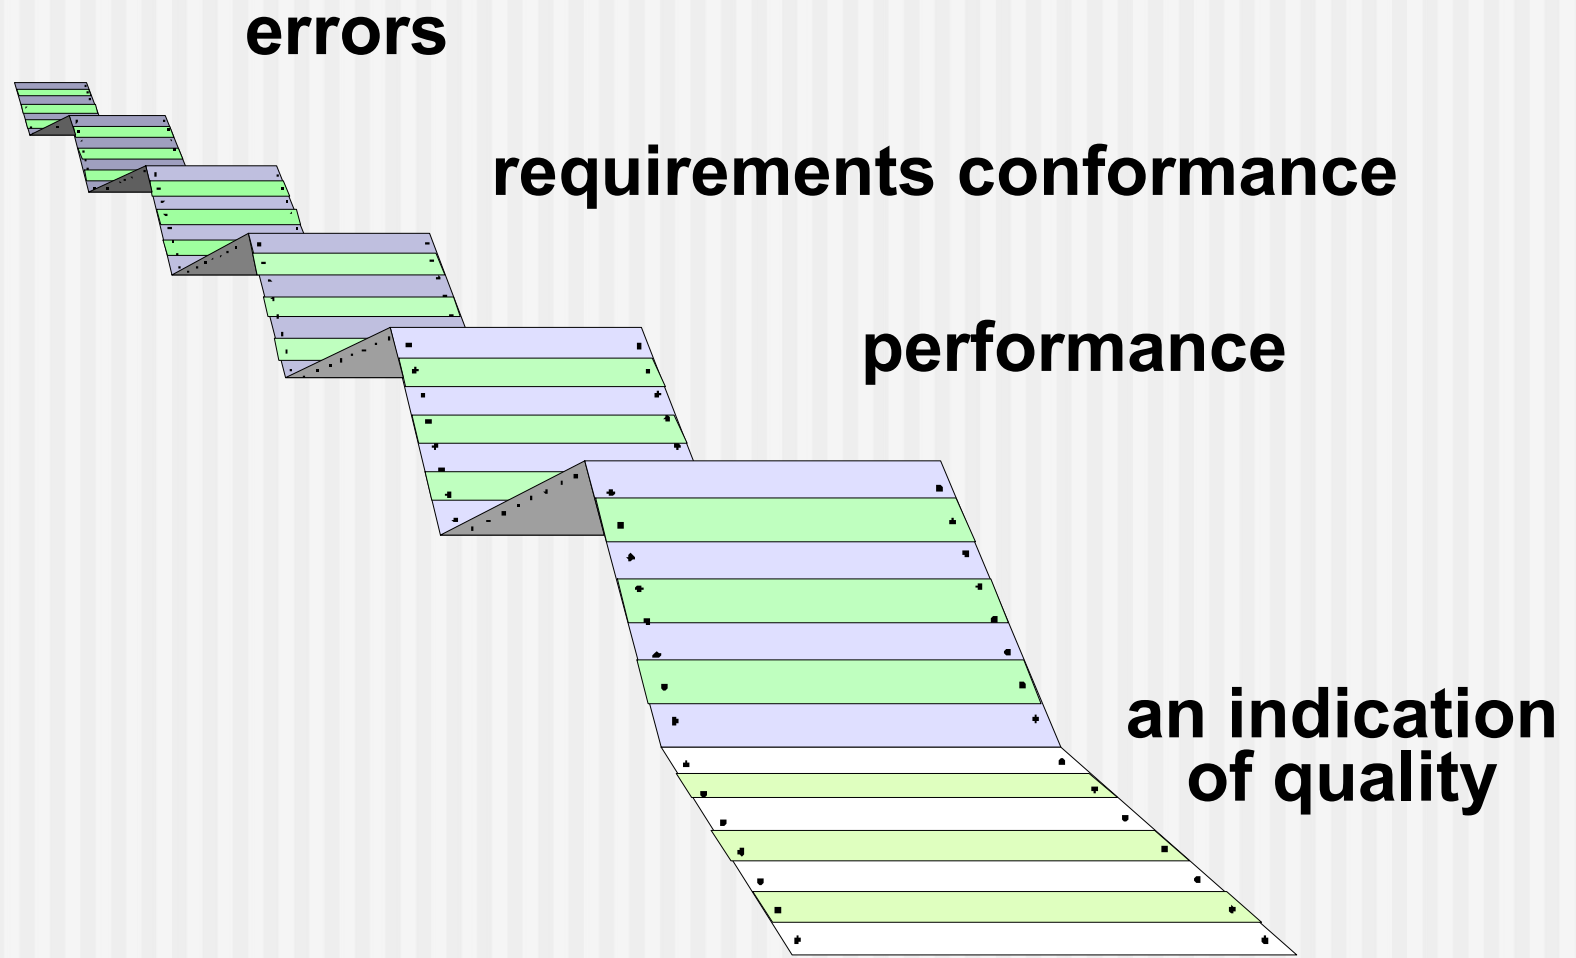 errors
requirements conformance
performance
an indication
of quality